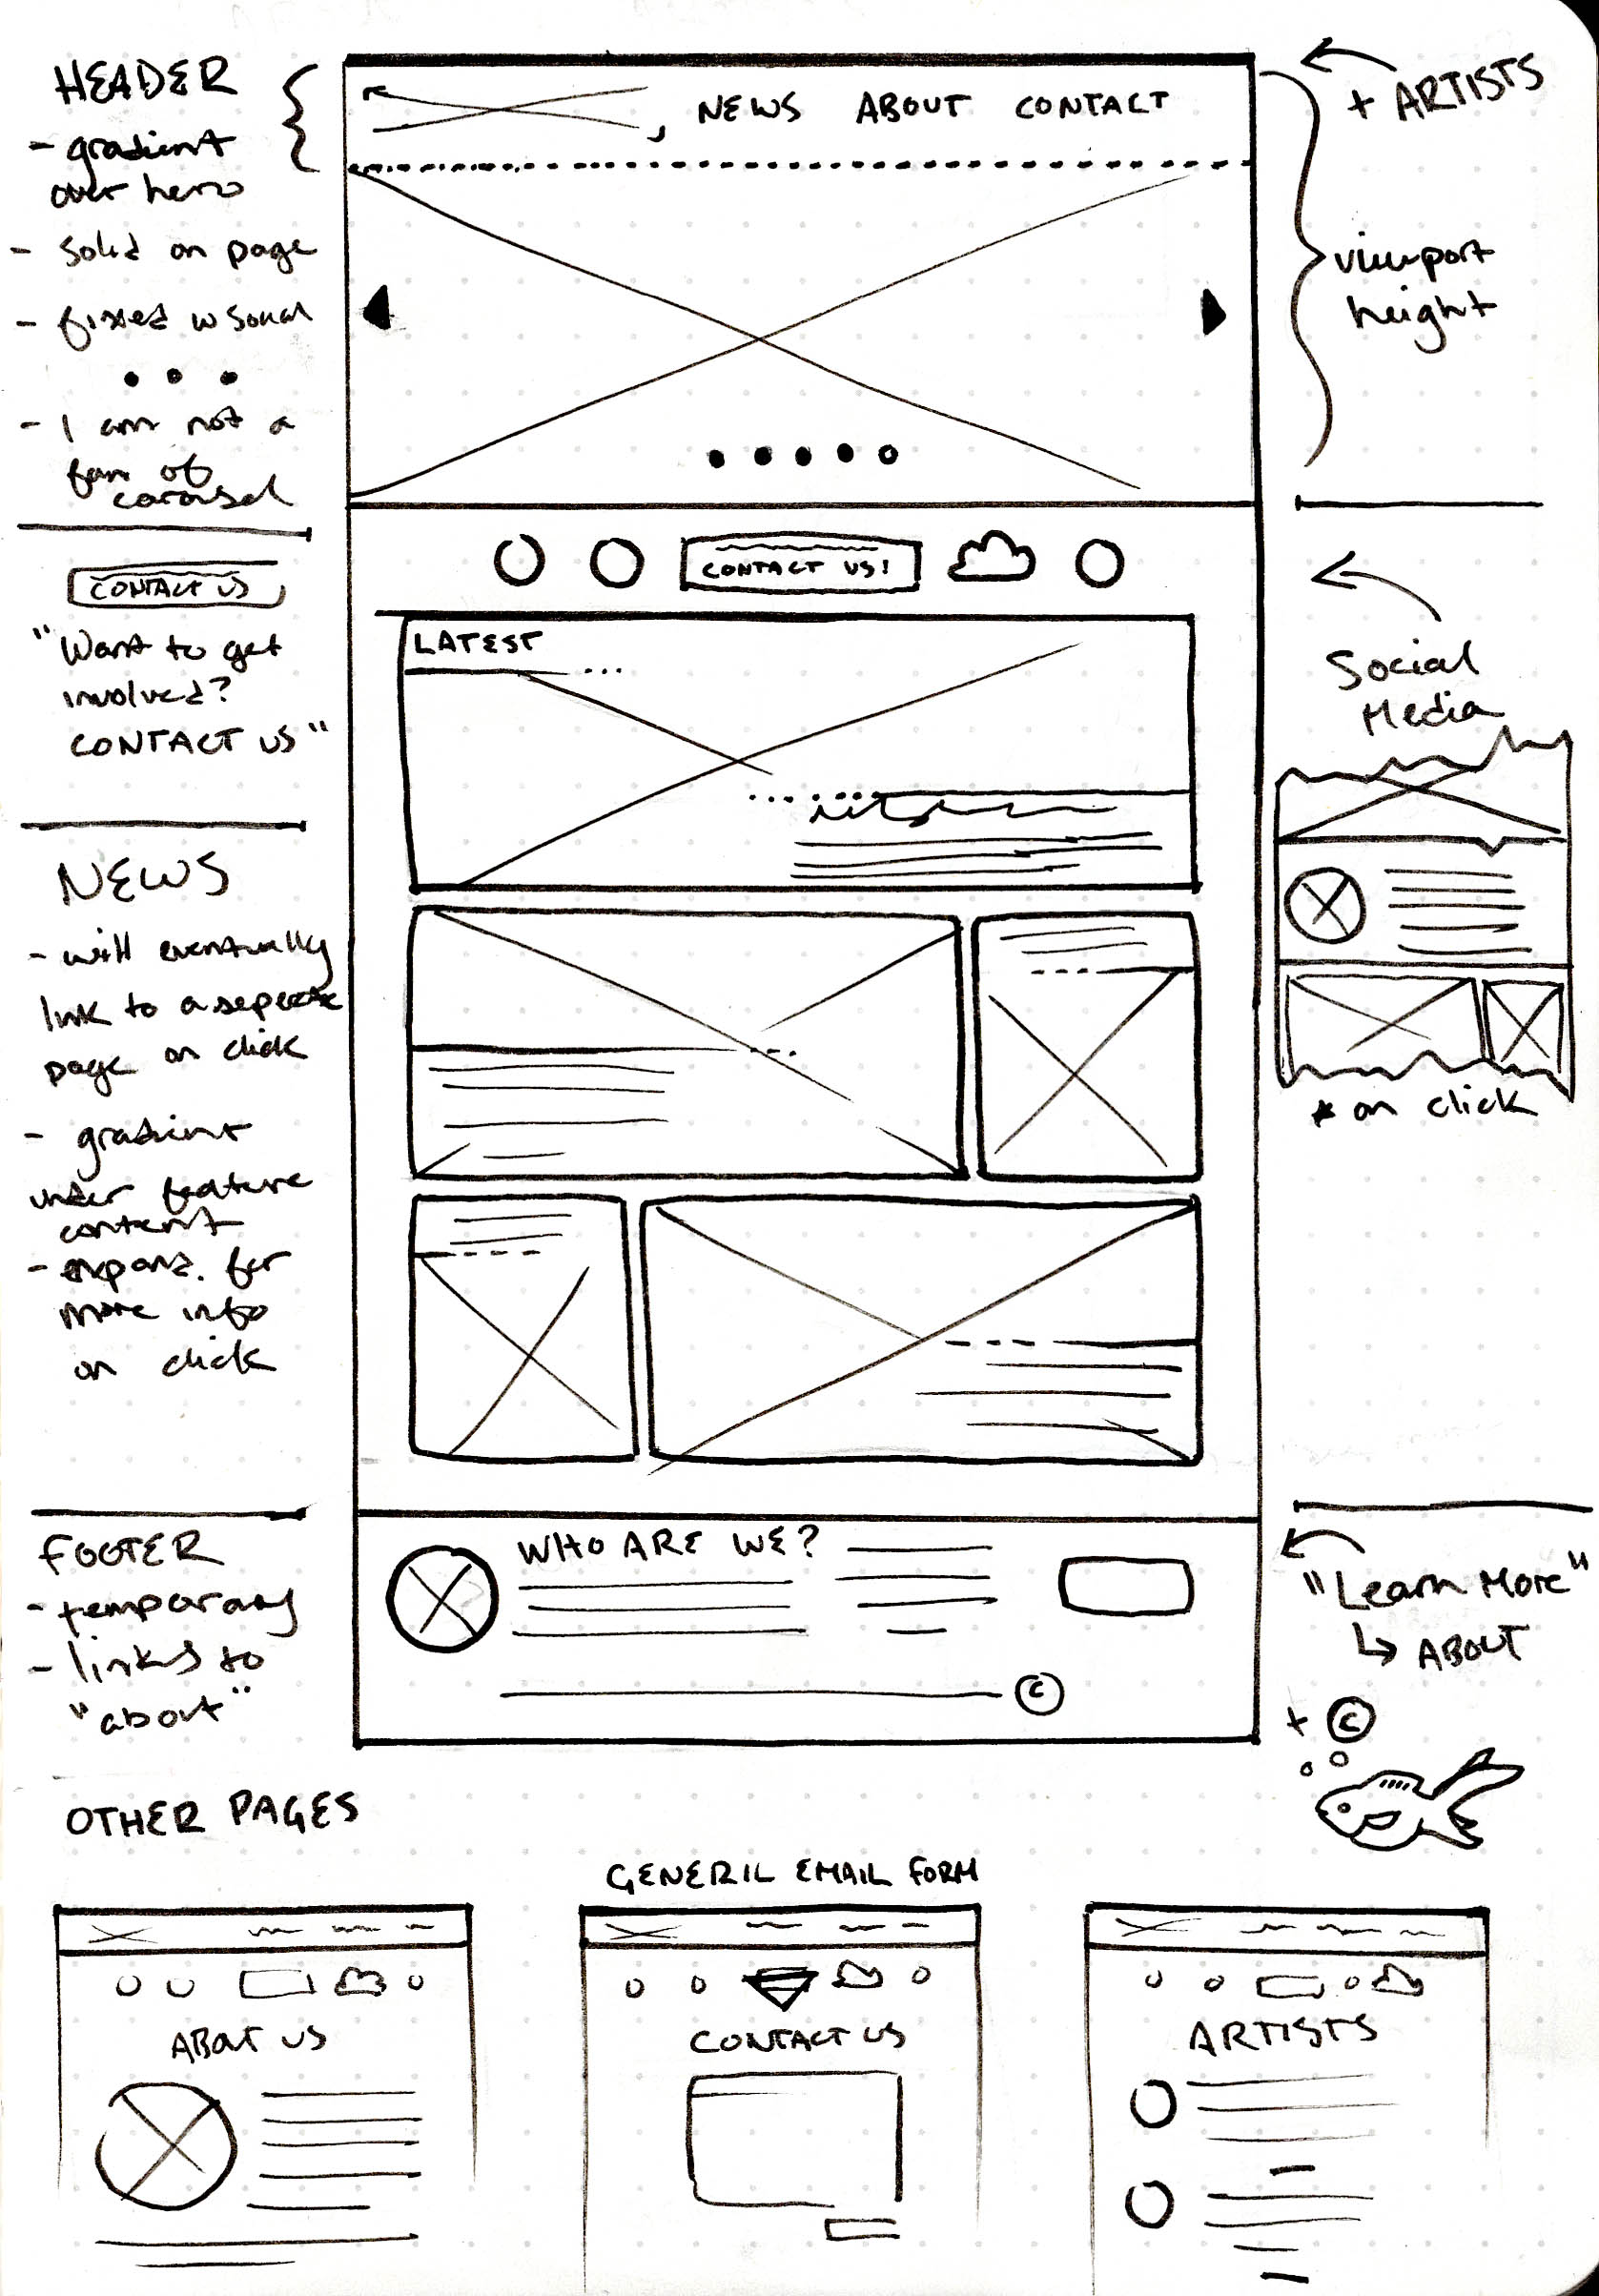 HEADER
- gradient
over hero
- solid on page
- fixed w scroll
- I am not a
fan of
carousel
CONTACT US
"Want to get
involved?
CONTACT US"
NEWS
- will eventually
link to a seperate
page on click
- gradient
under feature
content
- expand. for
more info
on click
FOOTER
- temporary
- links to
"about"
NEWS ABOUT CONTACT
CONTACT US!
LATEST
WHO ARE WE?
©
+ ARTISTS
viewport
height
Social
Media
* on click
"Learn More"
↳ ABOUT
+ ©
OTHER PAGES
ABOUT US
GENERIL EMAIL FORM
CONTACT US
ARTISTS